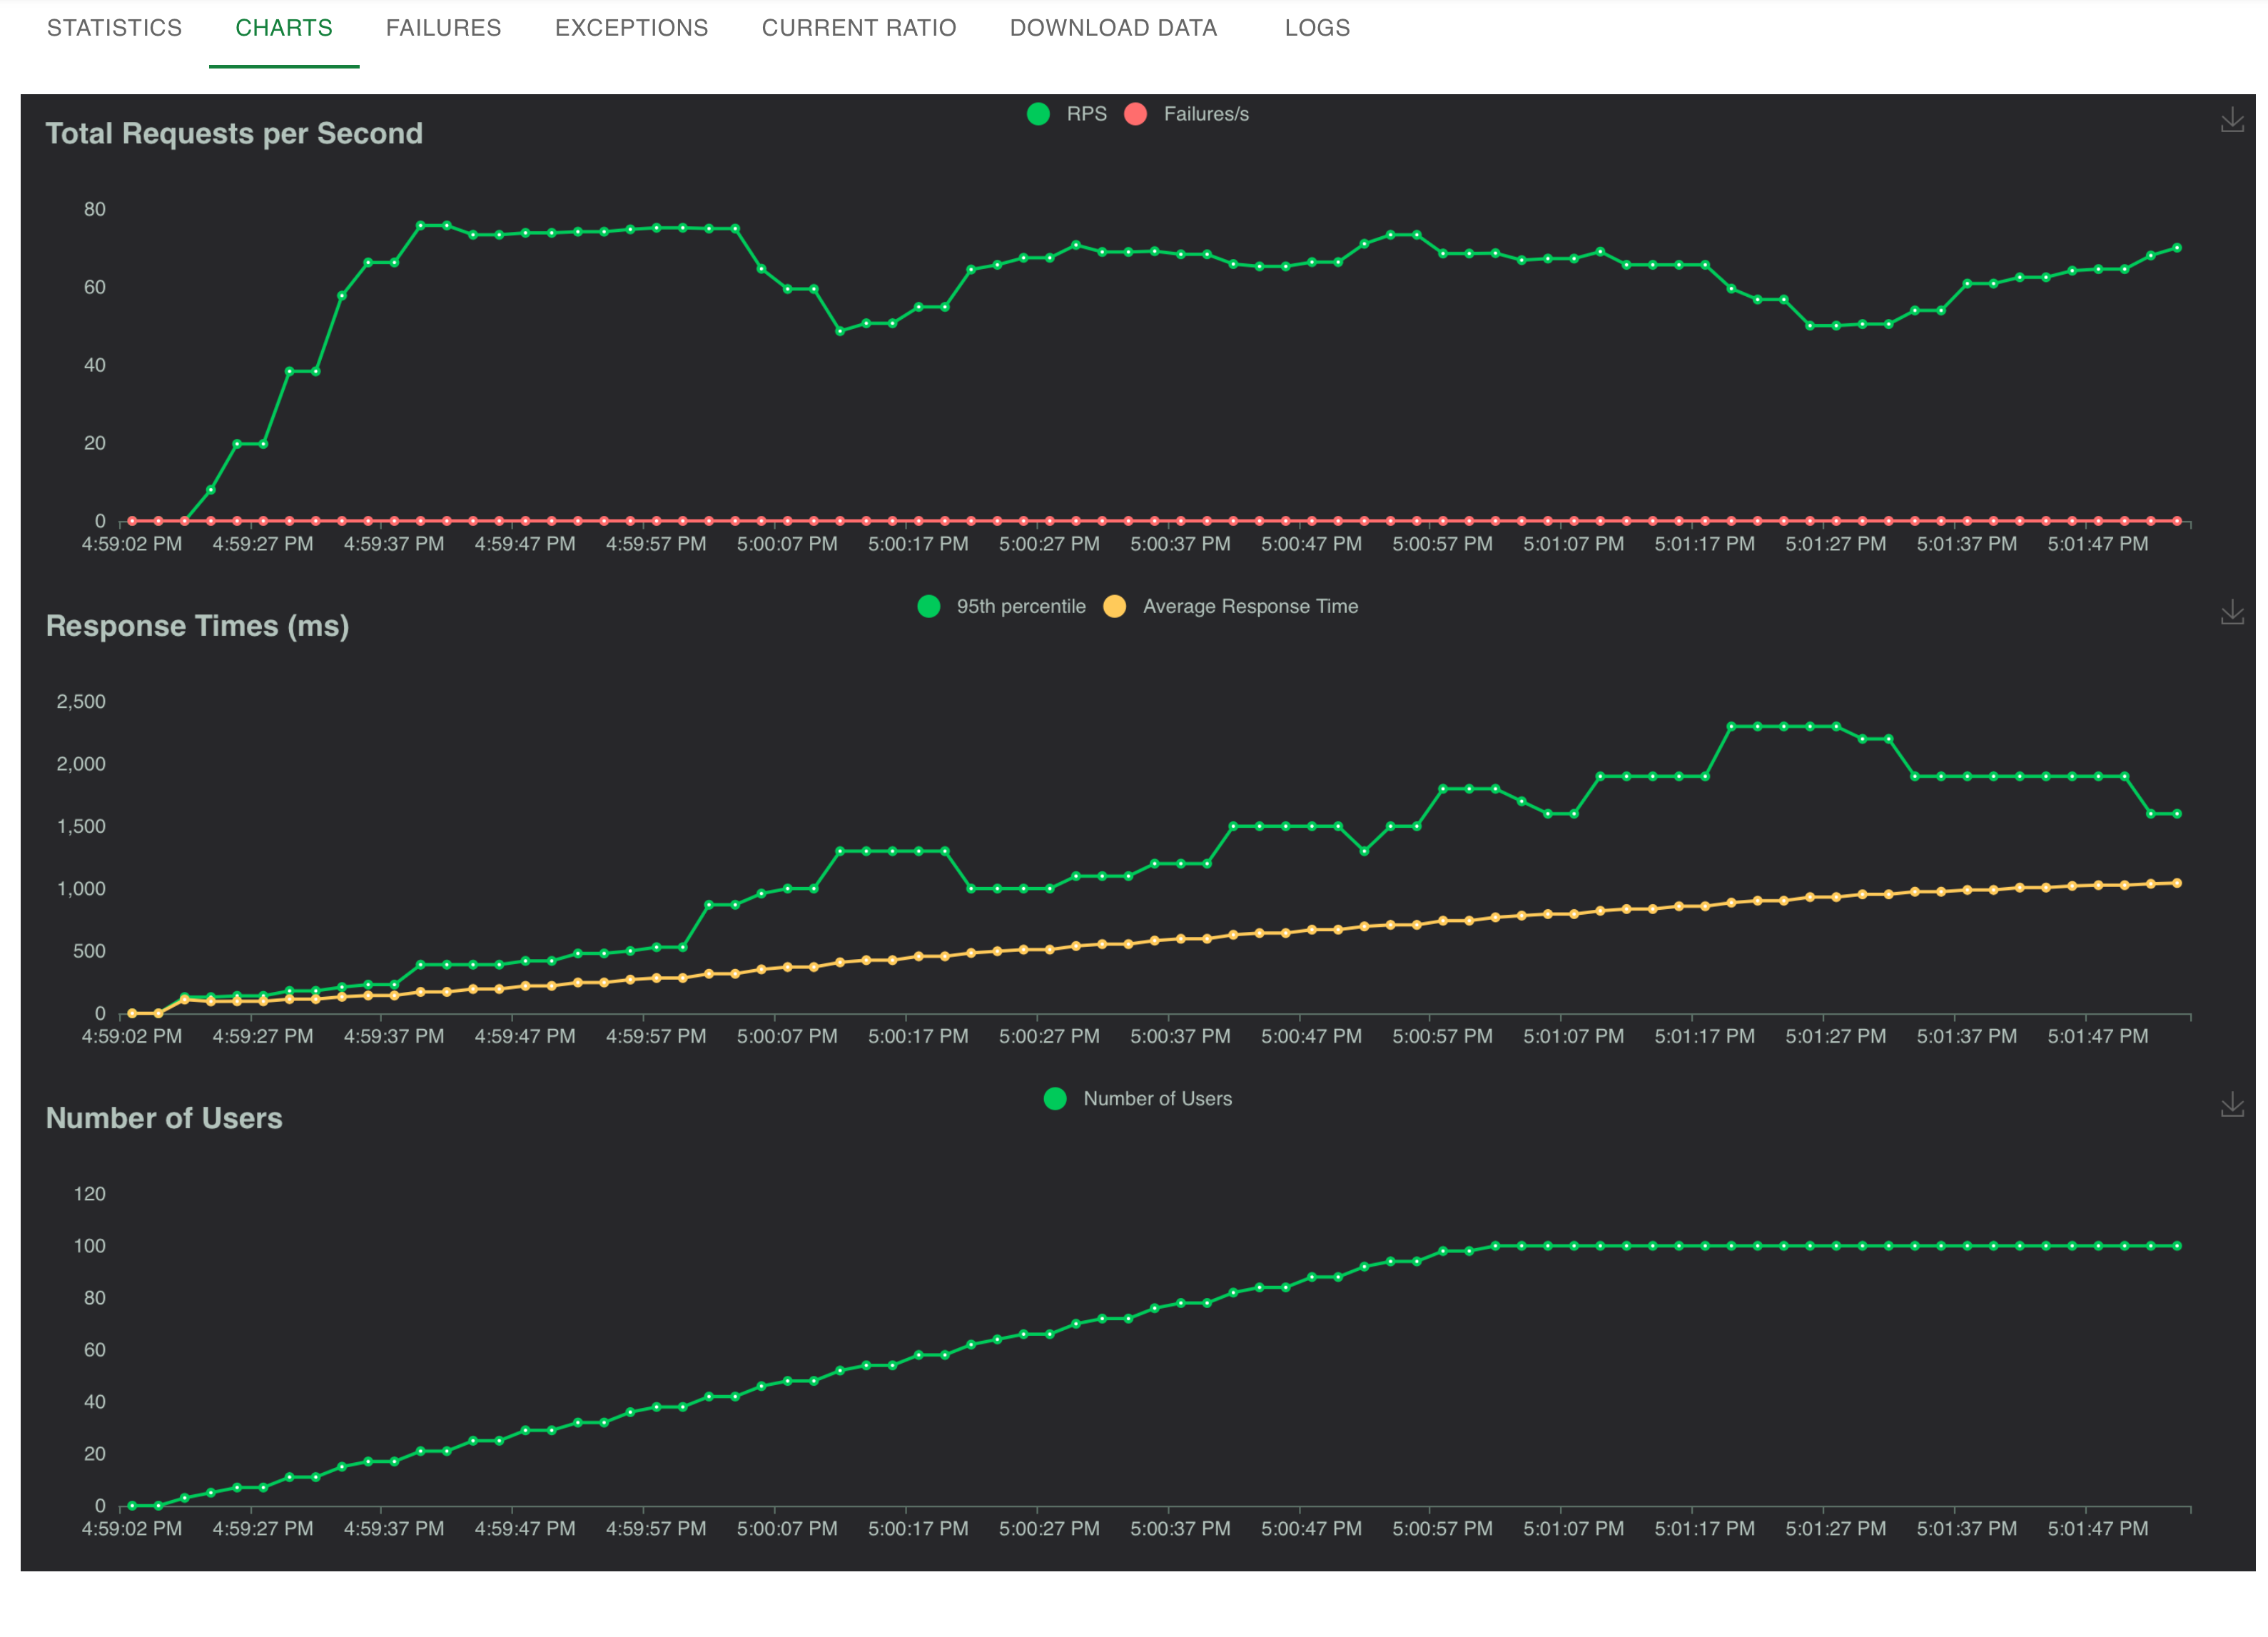 STATISTICS CHARTS FAILURES EXCEPTIONS CURRENT RATIO DOWNLOAD DATA LOGS
RPS Failures/s
Total Requests per Second
80
60
40
20
0
4:59:02 PM 4:59:27 PM 4:59:37 PM 4:59:47 PM 4:59:57 PM 5:00:07 PM 5:00:17 PM 5:00:27 PM 5:00:37 PM 5:00:47 PM 5:00:57 PM 5:01:07 PM 5:01:17 PM 5:01:27 PM 5:01:37 PM 5:01:47 PM
95th percentile Average Response Time
Response Times (ms)
2,500
2,000
1,500
1,000
500
0
4:59:02 PM 4:59:27 PM 4:59:37 PM 4:59:47 PM 4:59:57 PM 5:00:07 PM 5:00:17 PM 5:00:27 PM 5:00:37 PM 5:00:47 PM 5:00:57 PM 5:01:07 PM 5:01:17 PM 5:01:27 PM 5:01:37 PM 5:01:47 PM
Number of Users
Number of Users
120
100
80
60
40
20
0
4:59:02 PM 4:59:27 PM 4:59:37 PM 4:59:47 PM 4:59:57 PM 5:00:07 PM 5:00:17 PM 5:00:27 PM 5:00:37 PM 5:00:47 PM 5:00:57 PM 5:01:07 PM 5:01:17 PM 5:01:27 PM 5:01:37 PM 5:01:47 PM